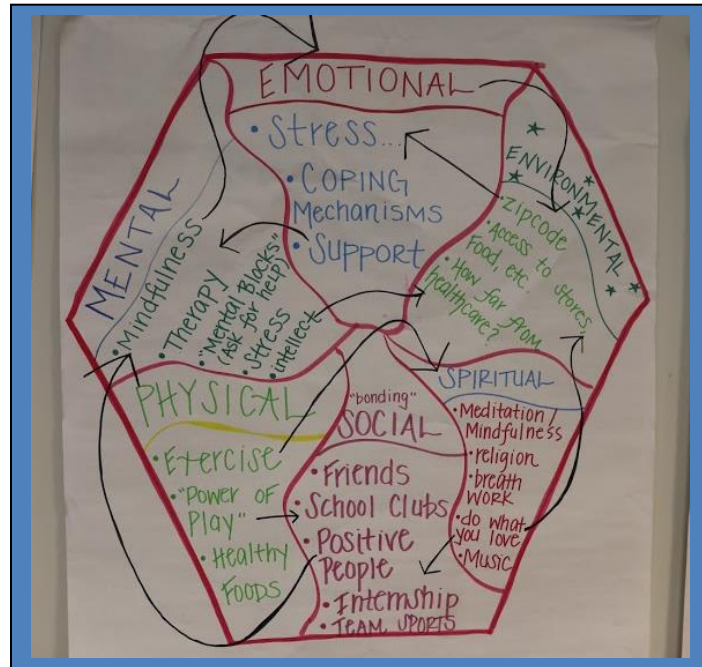 EMOTIONAL
• Stress...
• COPING
Mechanisms
• Support
ENVIRONMENTAL
• Zipcode
• Access to stores,
Food, etc.
• How far from
healthcare?
MENTAL
• Mindfulness
• Therapy
• "Mental Blocks"
(Ask for help)
• Stress
• intellect
PHYSICAL
• Exercise
• "Power of
Play"
• Healthy
FOODS
"bonding"
SOCIAL
• Friends
• School Clubs
• Positive
People
• Internship
• TEAM SPORTS
SPIRITUAL
• Meditation/
Mindfulness
• religion
• breath
WORK
• do what
you love
• Music